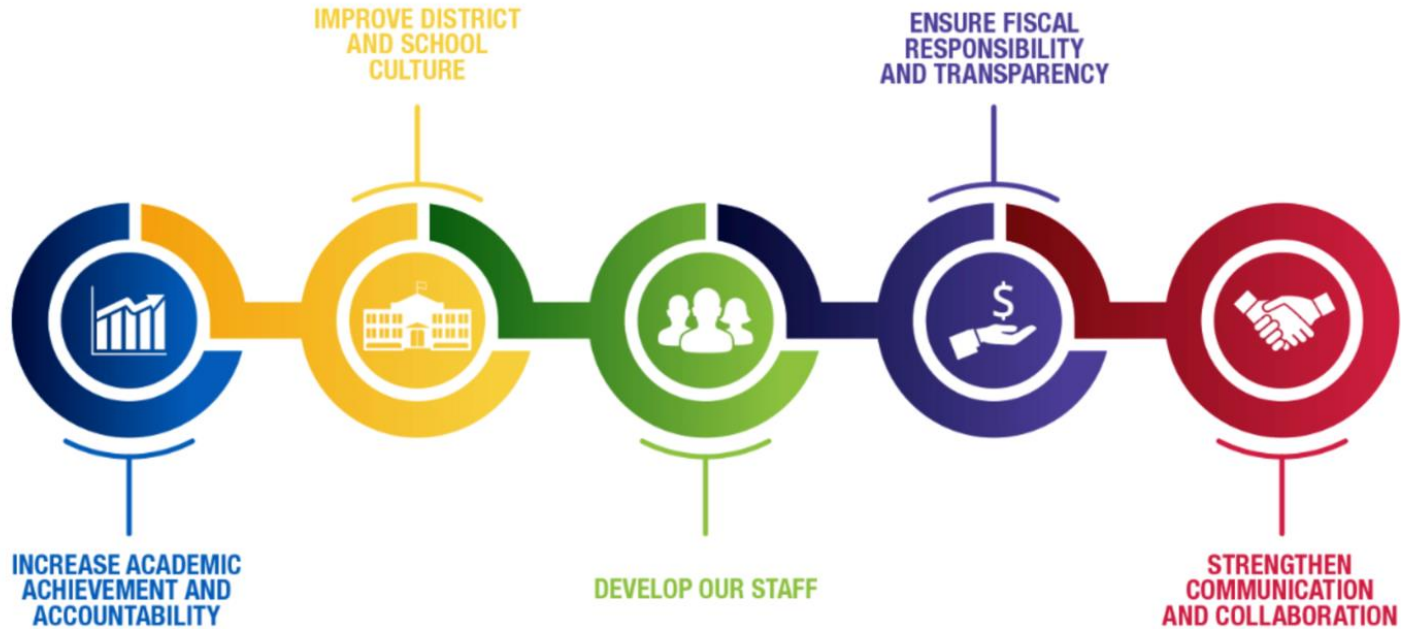 IMPROVE DISTRICT
AND SCHOOL
CULTURE
ENSURE FISCAL
RESPONSIBILITY
AND TRANSPARENCY
$
INCREASE ACADEMIC
ACHIEVEMENT AND
ACCOUNTABILITY
DEVELOP OUR STAFF
STRENGTHEN
COMMUNICATION
AND COLLABORATION